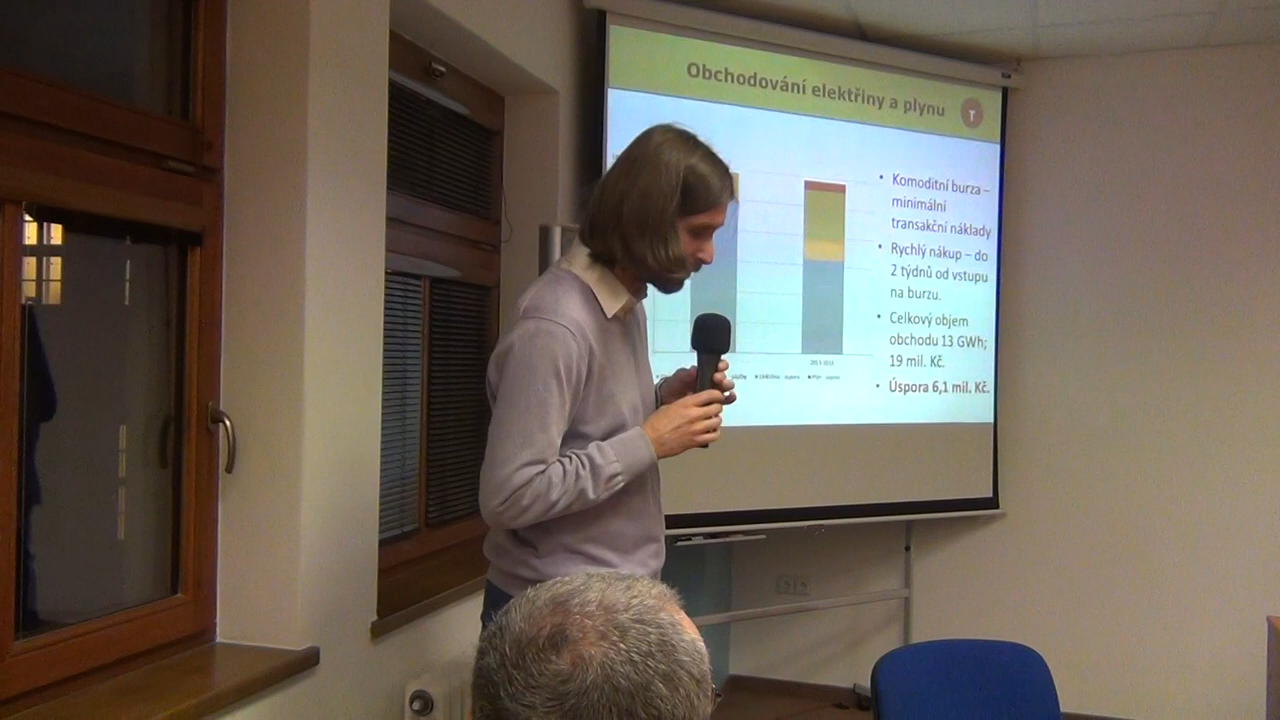 Obchodování elektřiny a plynu
T
• Komoditní burza –
minimální
transakční náklady
• Rychlý nákup – do
2 týdnů od vstupu
na burzu.
• Celkový objem
obchodu 13 GWh;
19 mil. Kč.
• Úspora 6,1 mil. Kč.